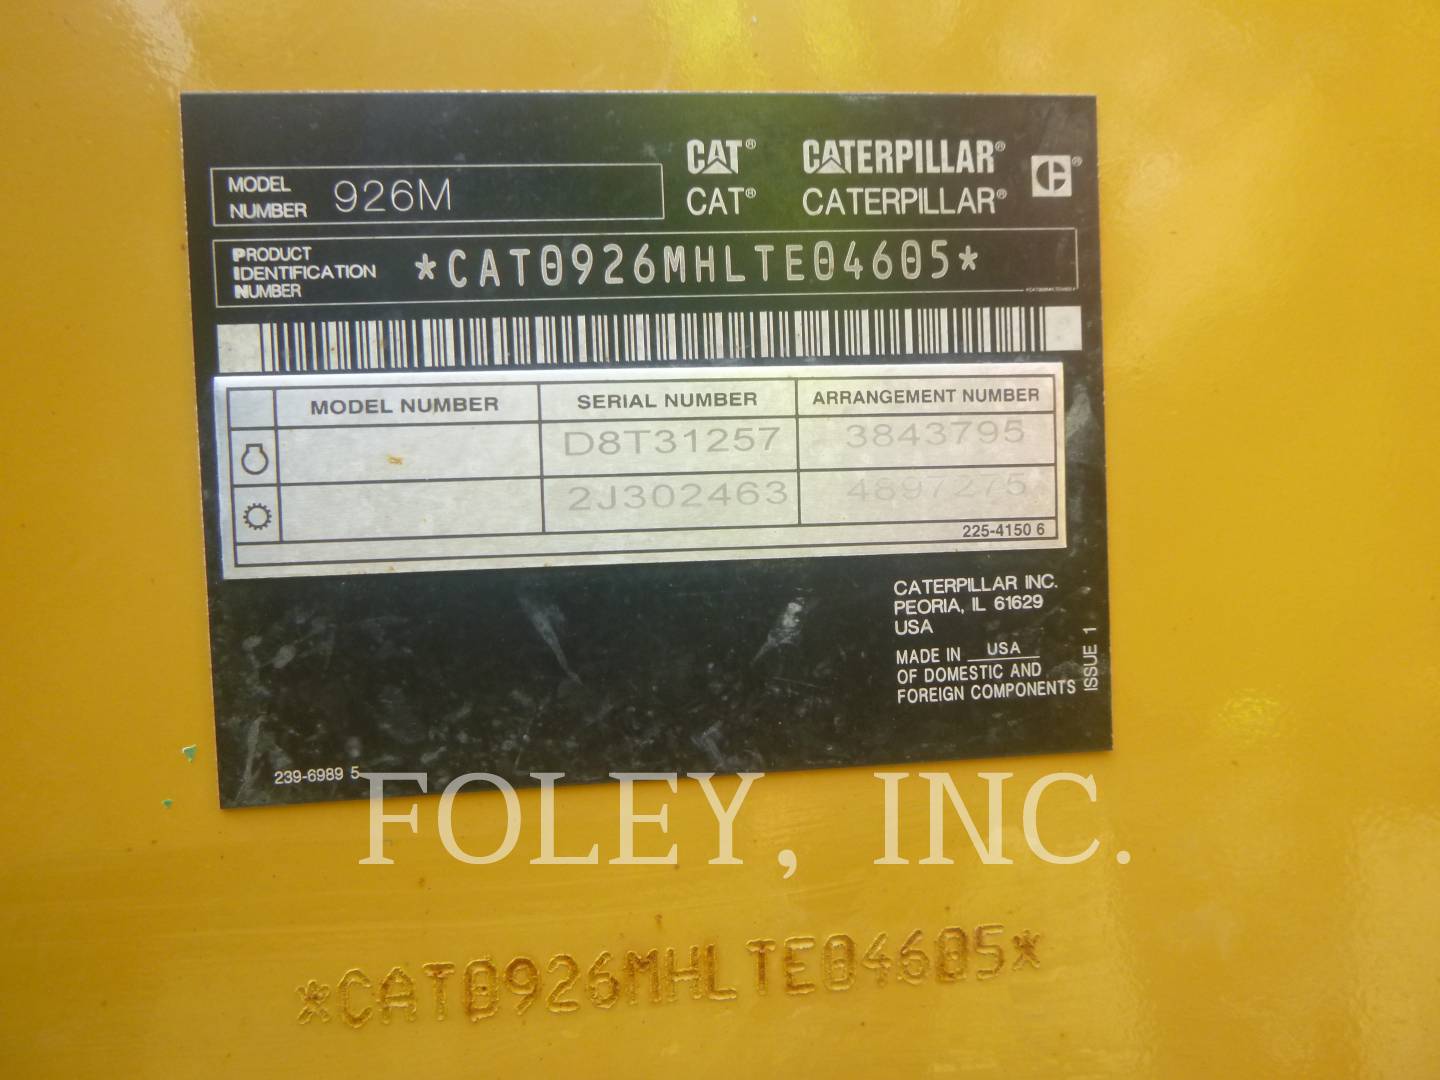 CAT® CATERPILLAR®
CAT® CATERPILLAR®
MODEL NUMBER 926M
PRODUCT IDENTIFICATION NUMBER *CAT0926MHLTE04605*
MODEL NUMBER SERIAL NUMBER ARRANGEMENT NUMBER
D8T31257 3843795
2J302463 4897275
225-4150 6
CATERPILLAR INC.
PEORIA, IL 61629
USA
MADE IN USA
OF DOMESTIC AND
FOREIGN COMPONENTS
ISSUE 1
239-6989 5
FOLEY, INC.
*CAT0926MHLTE04605*